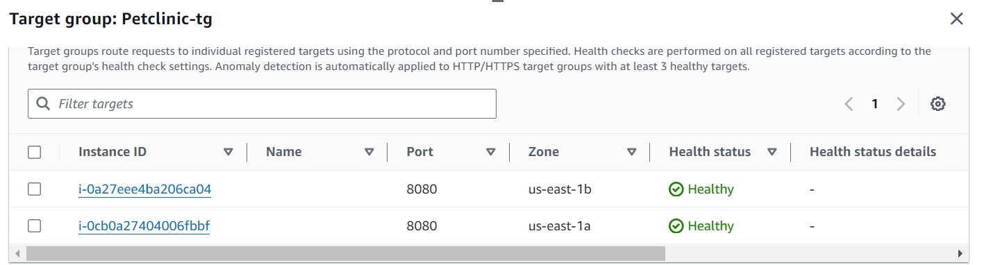 Target group: Petclinic-tg
Target groups route requests to individual registered targets using the protocol and port number specified. Health checks are performed on all registered targets according to the
target group's health check settings. Anomaly detection is automatically applied to HTTP/HTTPS target groups with at least 3 healthy targets.
Filter targets
1
Instance ID Name Port Zone Health status Health status details
i-0a27eee4ba206ca04 8080 us-east-1b Healthy -
i-0cb0a27404006fbbf 8080 us-east-1a Healthy -